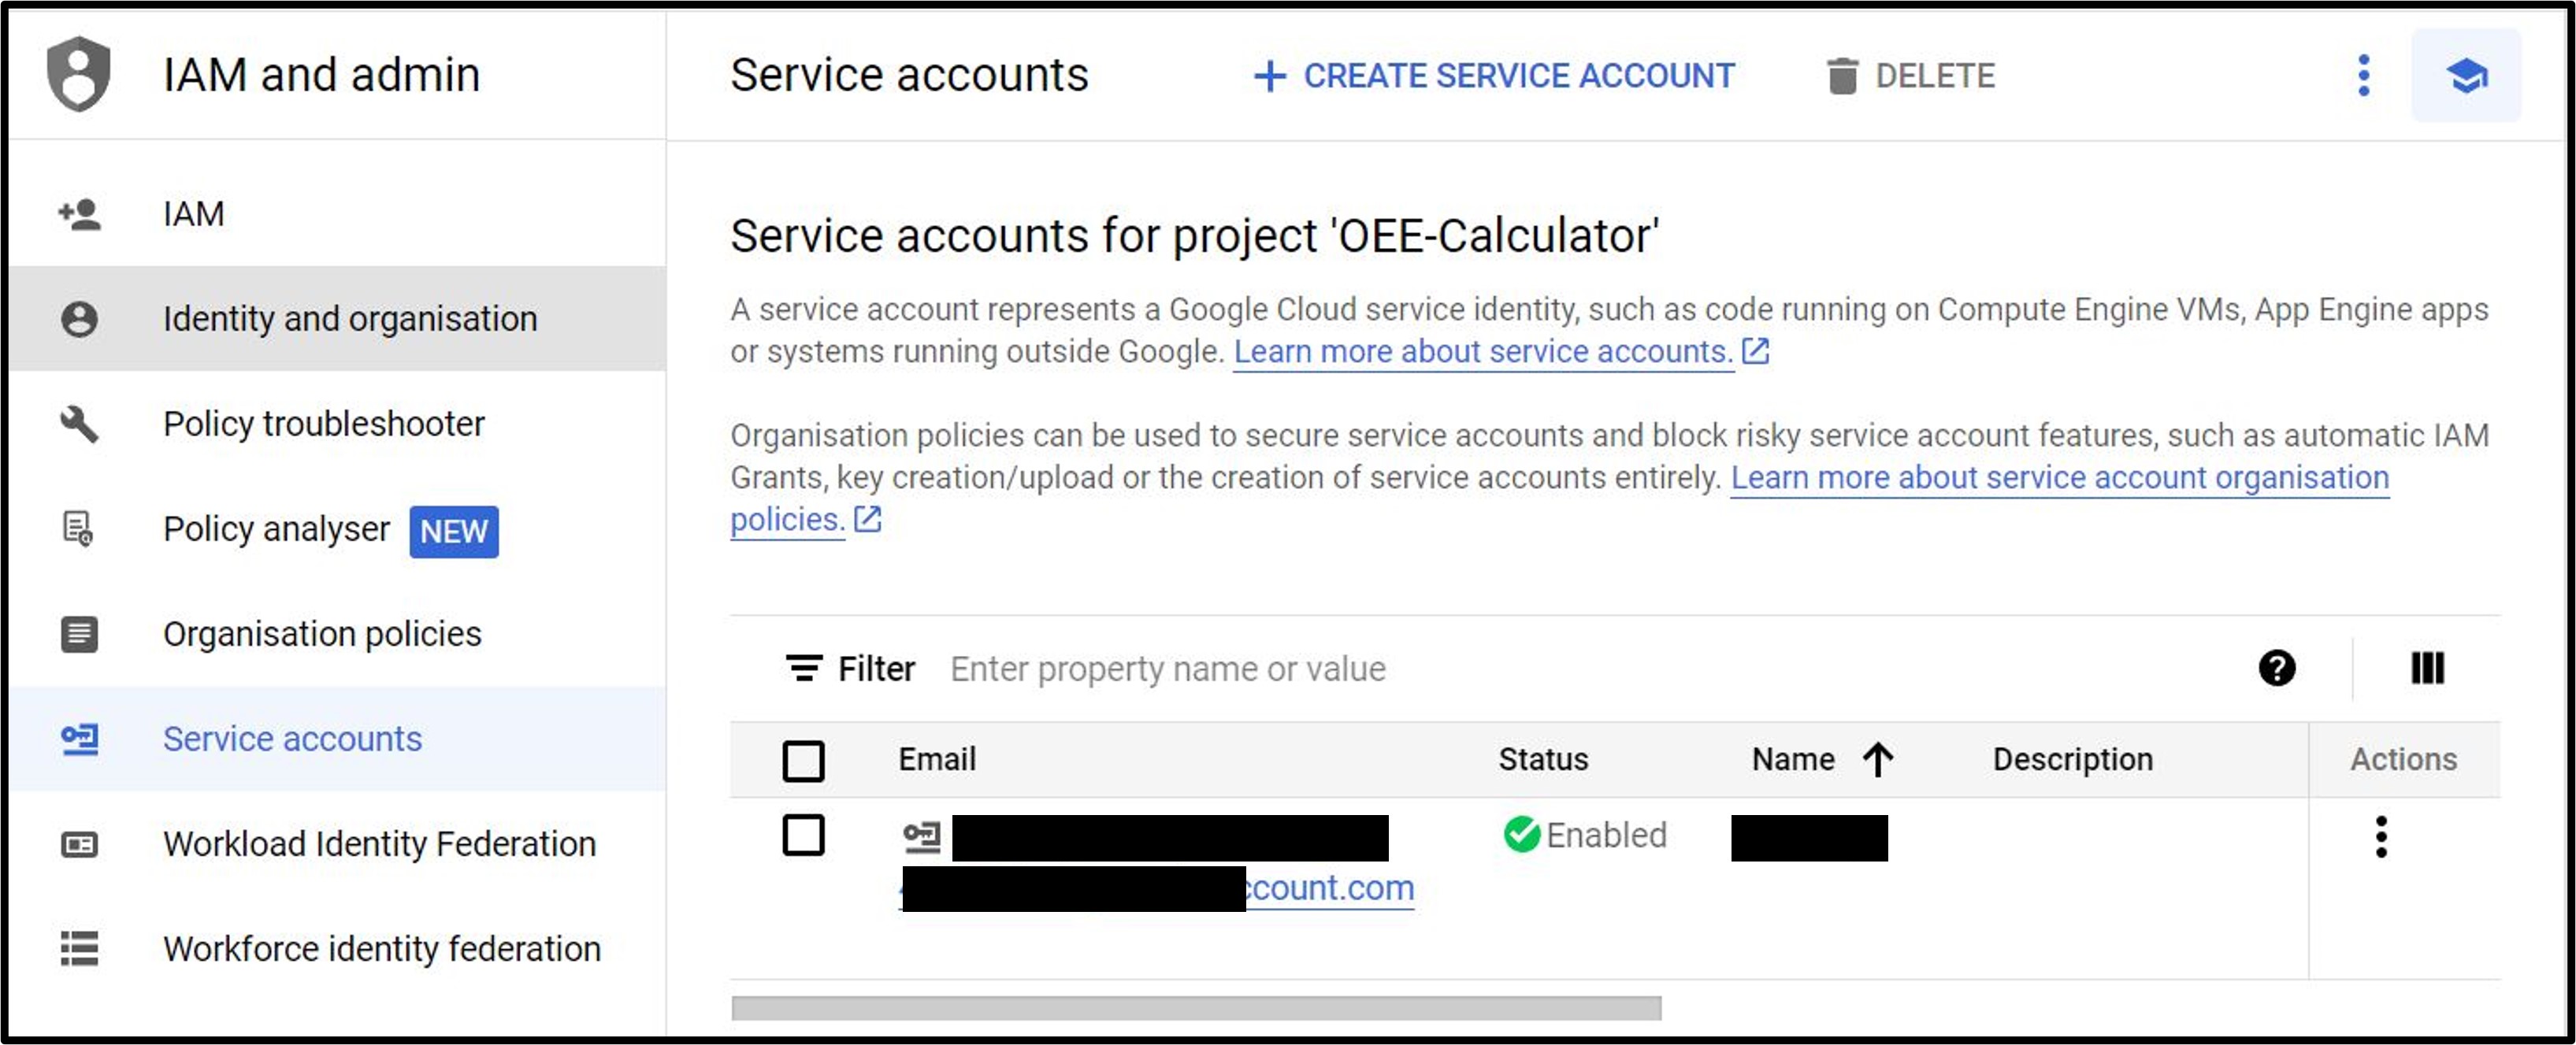 IAM and admin
Service accounts
CREATE SERVICE ACCOUNT
DELETE
IAM
Identity and organisation
Policy troubleshooter
Policy analyser NEW
Organisation policies
Service accounts
Workload Identity Federation
Workforce identity federation
Service accounts for project 'OEE-Calculator'
A service account represents a Google Cloud service identity, such as code running on Compute Engine VMs, App Engine apps
or systems running outside Google. Learn more about service accounts.
Organisation policies can be used to secure service accounts and block risky service account features, such as automatic IAM
Grants, key creation/upload or the creation of service accounts entirely. Learn more about service account organisation
policies.
Filter Enter property name or value
Email Status Name Description Actions
Enabled
ccount.com